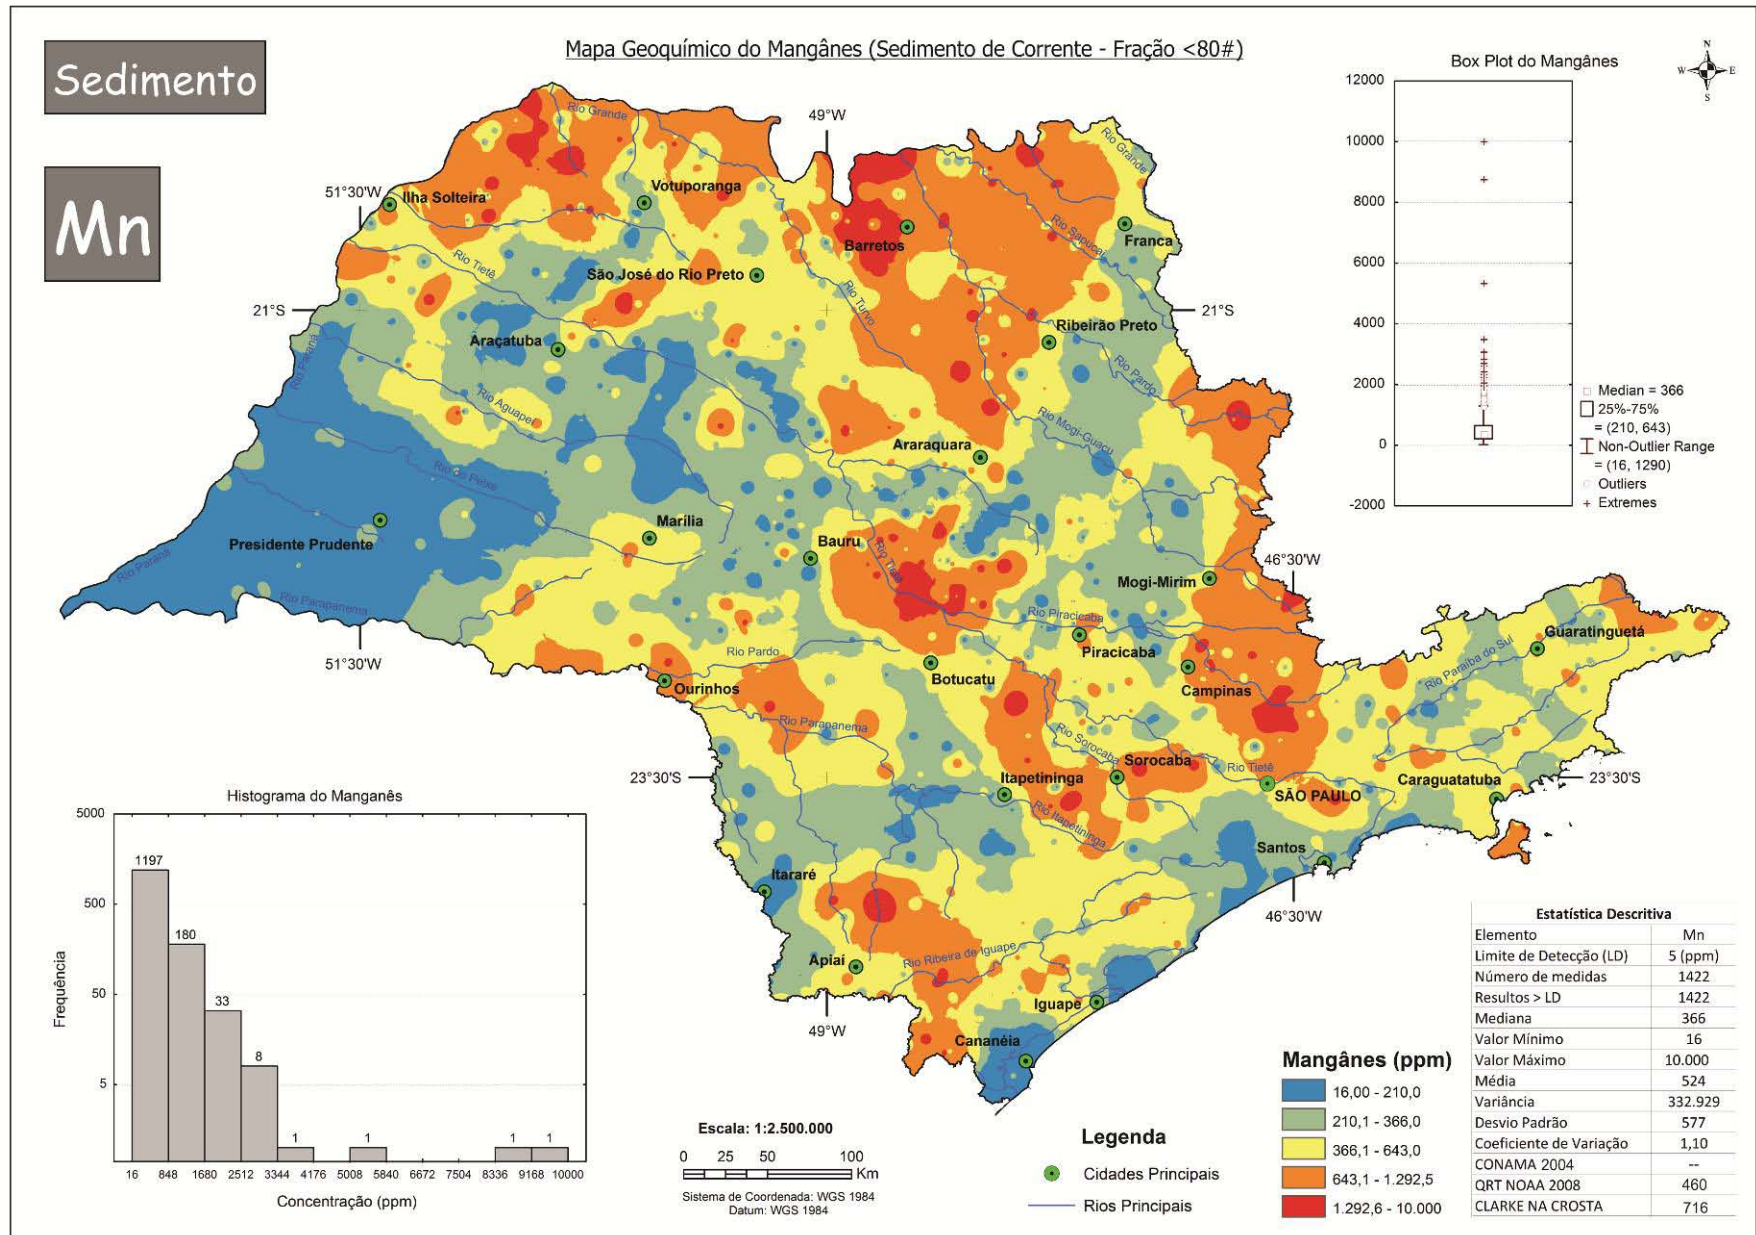 Sedimento
Mn
Mapa Geoquímico do Mangânes (Sedimento de Corrente - Fração <80#)
N
W
E
S
Box Plot do Mangânes
12000
10000
8000
6000
4000
2000
0
-2000
Median = 366
25%-75%
= (210, 643)
Non-Outlier Range
= (16, 1290)
Outliers
Extremes
49°W
51°30'W
21°S
21°S
46°30'W
51°30'W
23°30'S
23°30'S
46°30'W
49°W
Rio Grande
Rio Grande
Ilha Solteira
Votuporanga
Barretos
Franca
Rio Sapucaí
Rio Tietê
São José do Rio Preto
Rio Turvo
Ribeirão Preto
Araçatuba
Rio Paraná
Rio Pardo
Rio Aguapeí
Rio Mogi-Guaçu
Araraquara
Rio do Peixe
Presidente Prudente
Marília
Bauru
Rio Tietê
Mogi-Mirim
Rio Paraná
Rio Parapanema
Rio Piracicaba
Piracicaba
Guaratinguetá
Rio Paraíba do Sul
Rio Pardo
Botucatu
Campinas
Ourinhos
Rio Parapanema
Rio Sorocaba
Sorocaba
Rio Tietê
Itapetininga
SÃO PAULO
Caraguatatuba
Rio Itapetininga
Santos
Itararé
Apiaí
Rio Ribeira de Iguape
Iguape
Cananéia
Histograma do Manganês
Frequência
5000
500
50
5
1197
180
33
8
1
1
1
1
16 848 1680 2512 3344 4176 5008 5840 6672 7504 8336 9168 10000
Concentração (ppm)
Escala: 1:2.500.000
0 25 50 100
Km
Sistema de Coordenada: WGS 1984
Datum: WGS 1984
Legenda
Cidades Principais
Rios Principais
Mangânes (ppm)
16,00 - 210,0
210,1 - 366,0
366,1 - 643,0
643,1 - 1.292,5
1.292,6 - 10.000
Estatística Descritiva
Elemento Mn
Limite de Detecção (LD) 5 (ppm)
Número de medidas 1422
Resultos > LD 1422
Mediana 366
Valor Mínimo 16
Valor Máximo 10.000
Média 524
Variância 332.929
Desvio Padrão 577
Coeficiente de Variação 1,10
CONAMA 2004 --
QRT NOAA 2008 460
CLARKE NA CROSTA 716